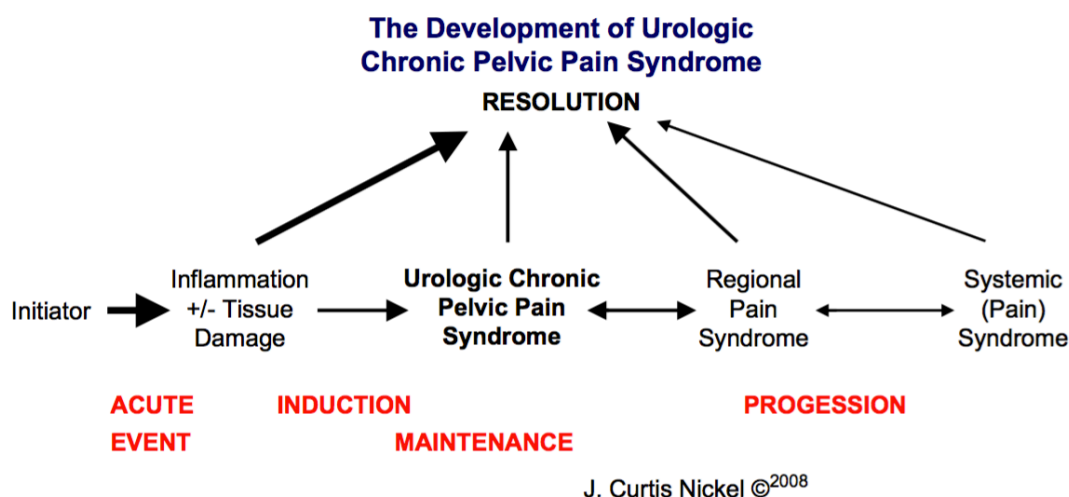 The Development of Urologic
Chronic Pelvic Pain Syndrome
RESOLUTION
Initiator
Inflammation
+/- Tissue
Damage
Urologic Chronic
Pelvic Pain
Syndrome
Regional
Pain
Syndrome
Systemic
(Pain)
Syndrome
ACUTE
EVENT
INDUCTION
MAINTENANCE
PROGESSION
J. Curtis Nickel ©2008